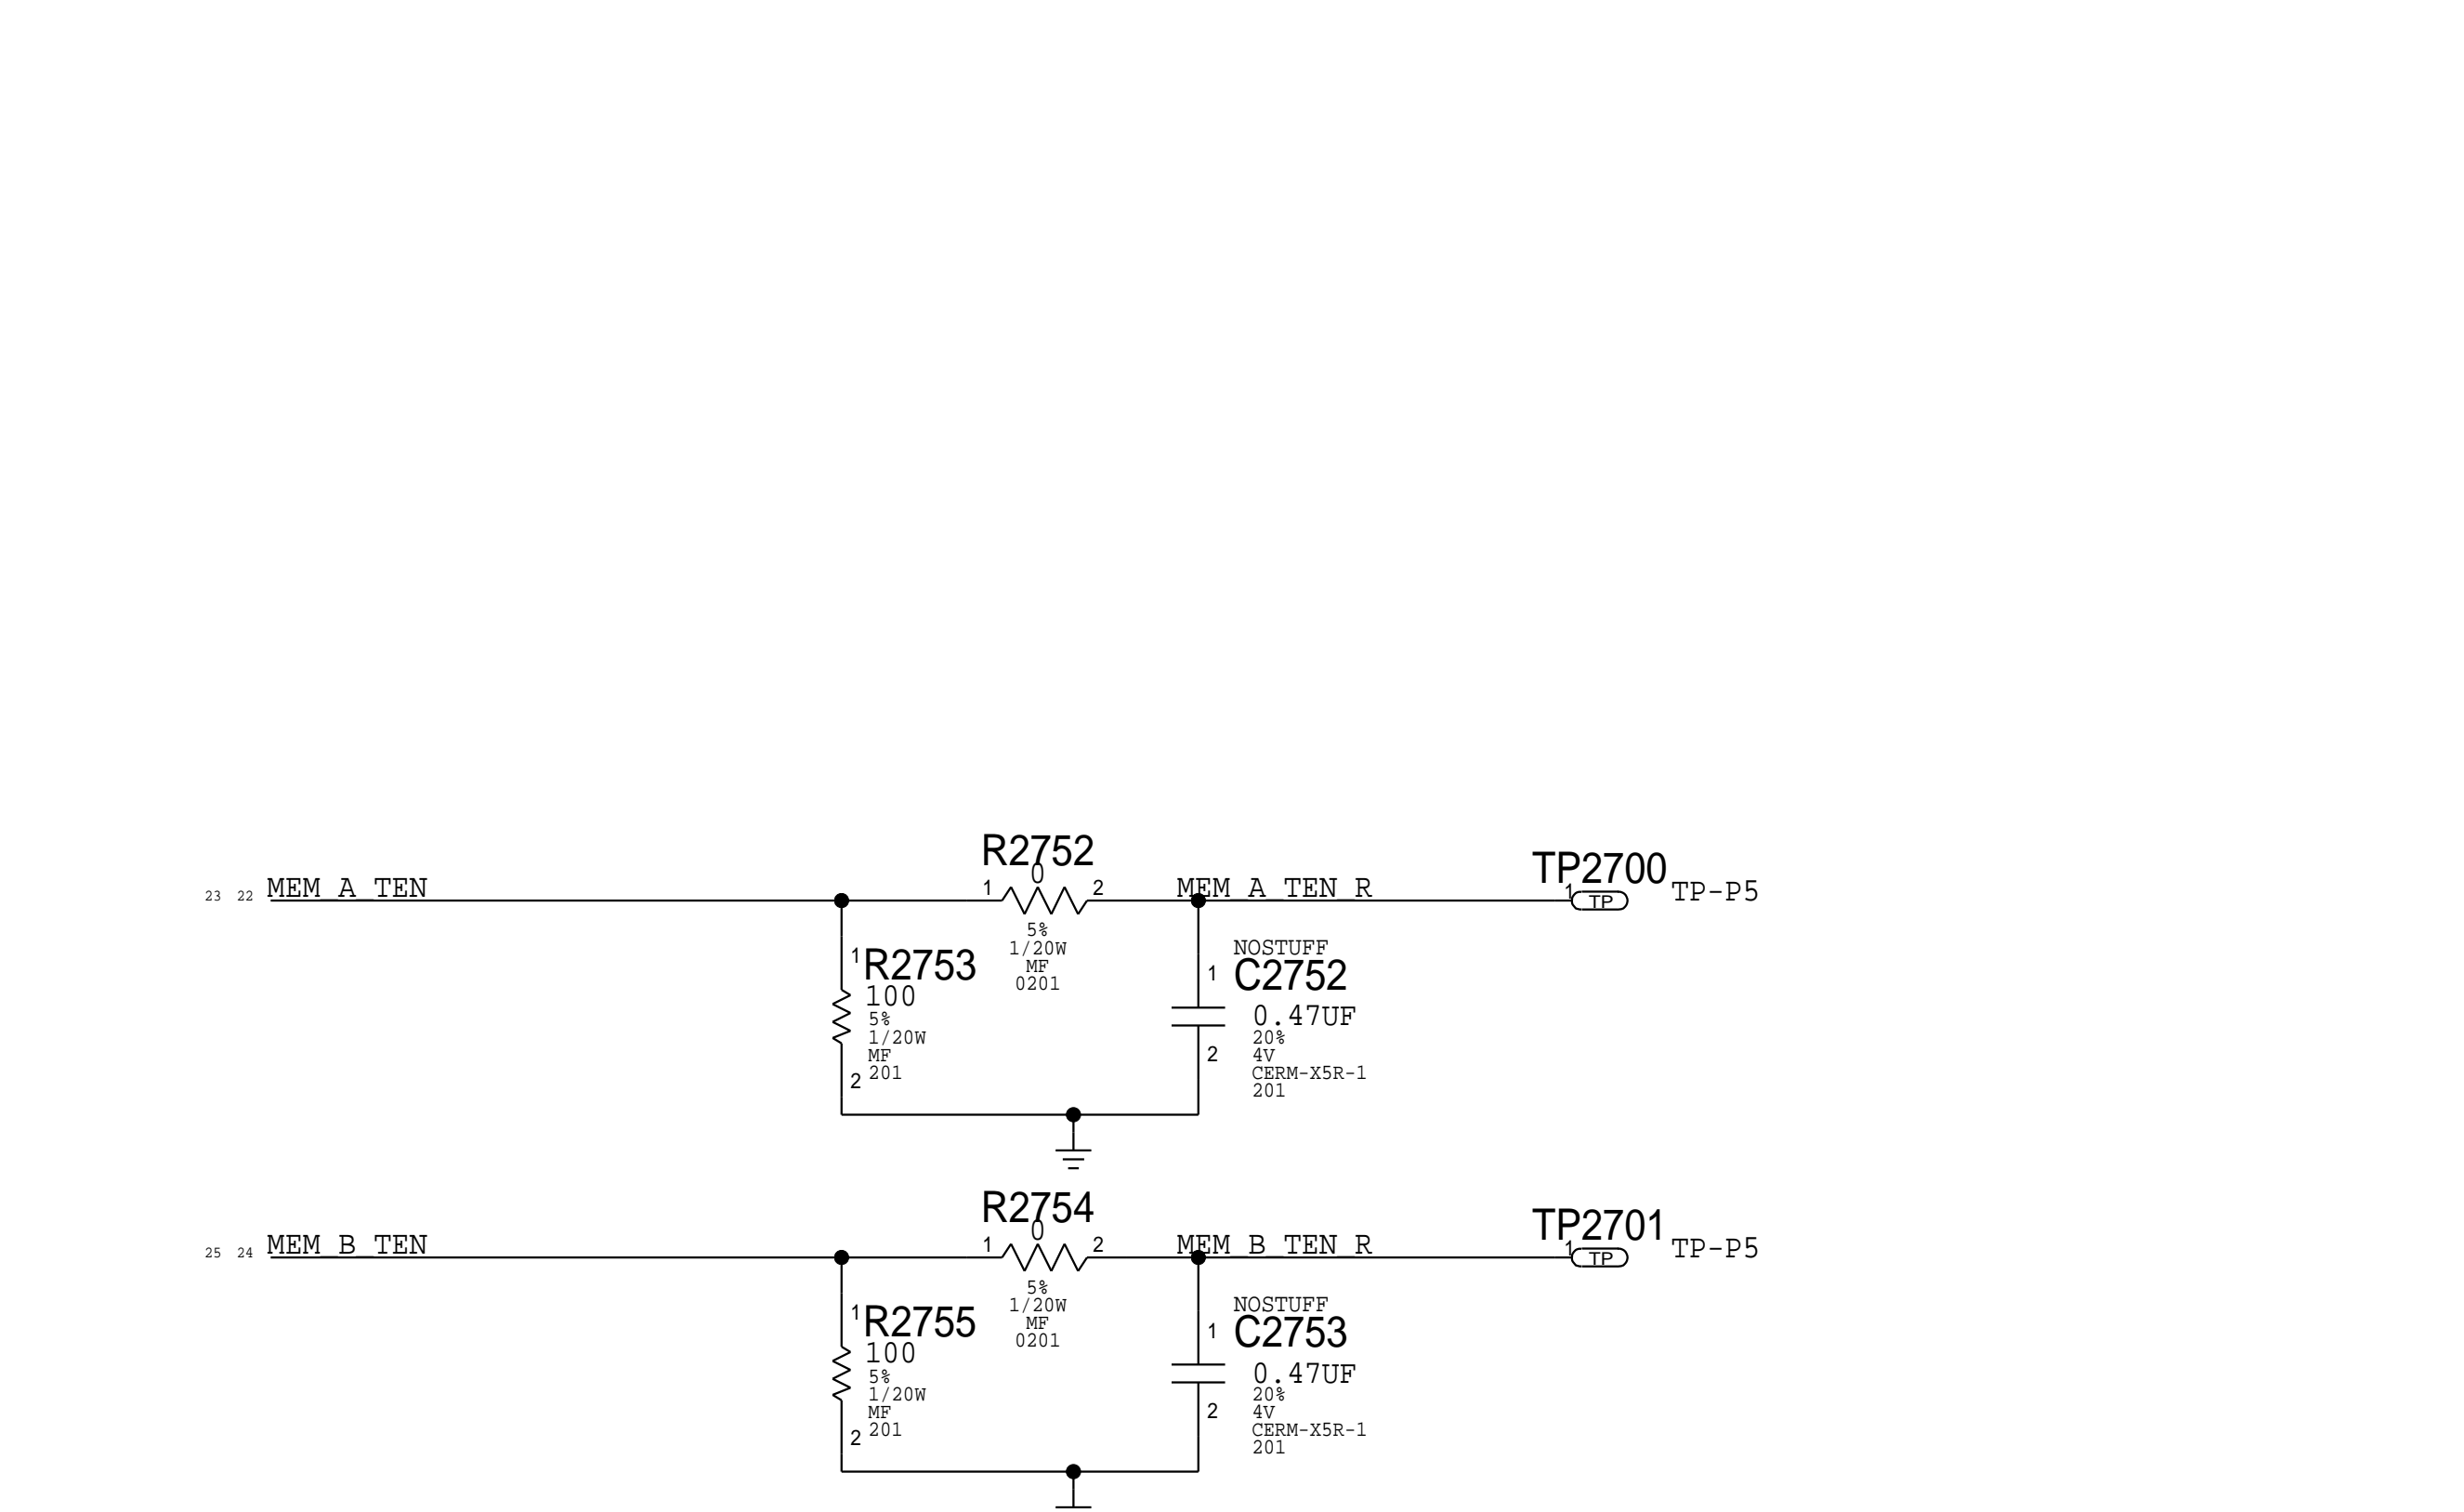 R2752
0
TP2700
23 22 MEM_A_TEN
1 2
MEM_A_TEN_R
1
TP
TP-P5
5%
1/20W
MF
0201
1
R2753
100
5%
1/20W
MF
201
2
NOSTUFF
1
C2752
0.47UF
20%
4V
CERM-X5R-1
201
2
R2754
0
TP2701
25 24 MEM_B_TEN
1 2
MEM_B_TEN_R
1
TP
TP-P5
5%
1/20W
MF
0201
1
R2755
100
5%
1/20W
MF
201
2
NOSTUFF
1
C2753
0.47UF
20%
4V
CERM-X5R-1
201
2